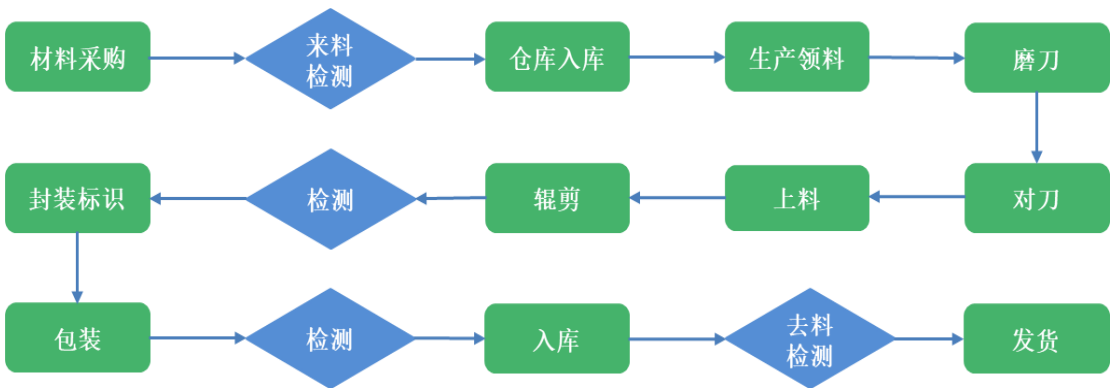 材料采购
来料
检测
仓库入库
生产领料
磨刀
封装标识
检测
辊剪
上料
对刀
包装
检测
入库
去料
检测
发货